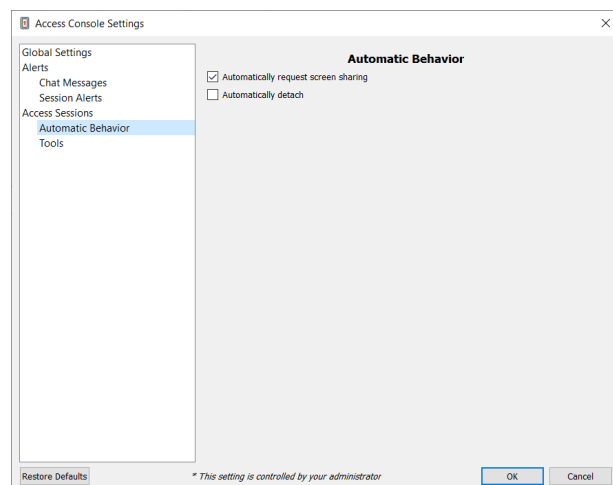 Access Console Settings
Global Settings
Alerts
Chat Messages
Session Alerts
Access Sessions
Automatic Behavior
Tools
Automatic Behavior
Automatically request screen sharing
Automatically detach
Restore Defaults
* This setting is controlled by your administrator
OK
Cancel